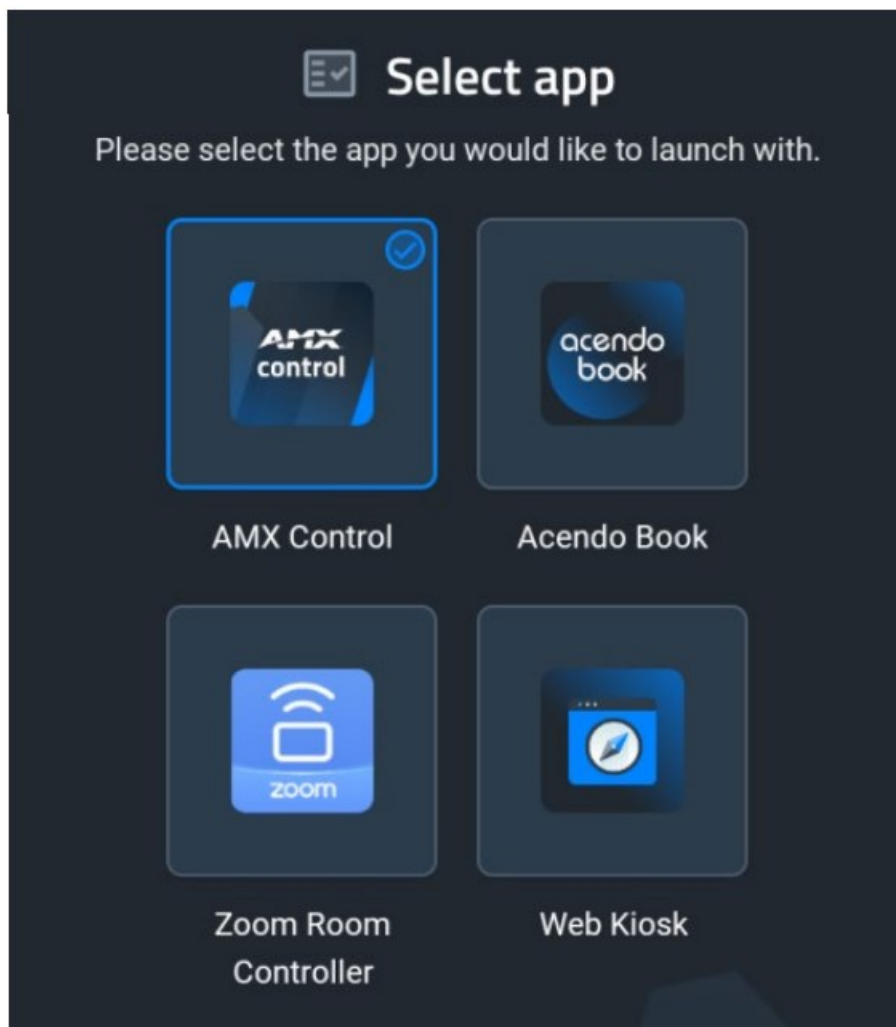 Select app
Please select the app you would like to launch with.
AMX
control
acendo
book
AMX Control
Acendo Book
zoom
Zoom Room
Controller
Web Kiosk